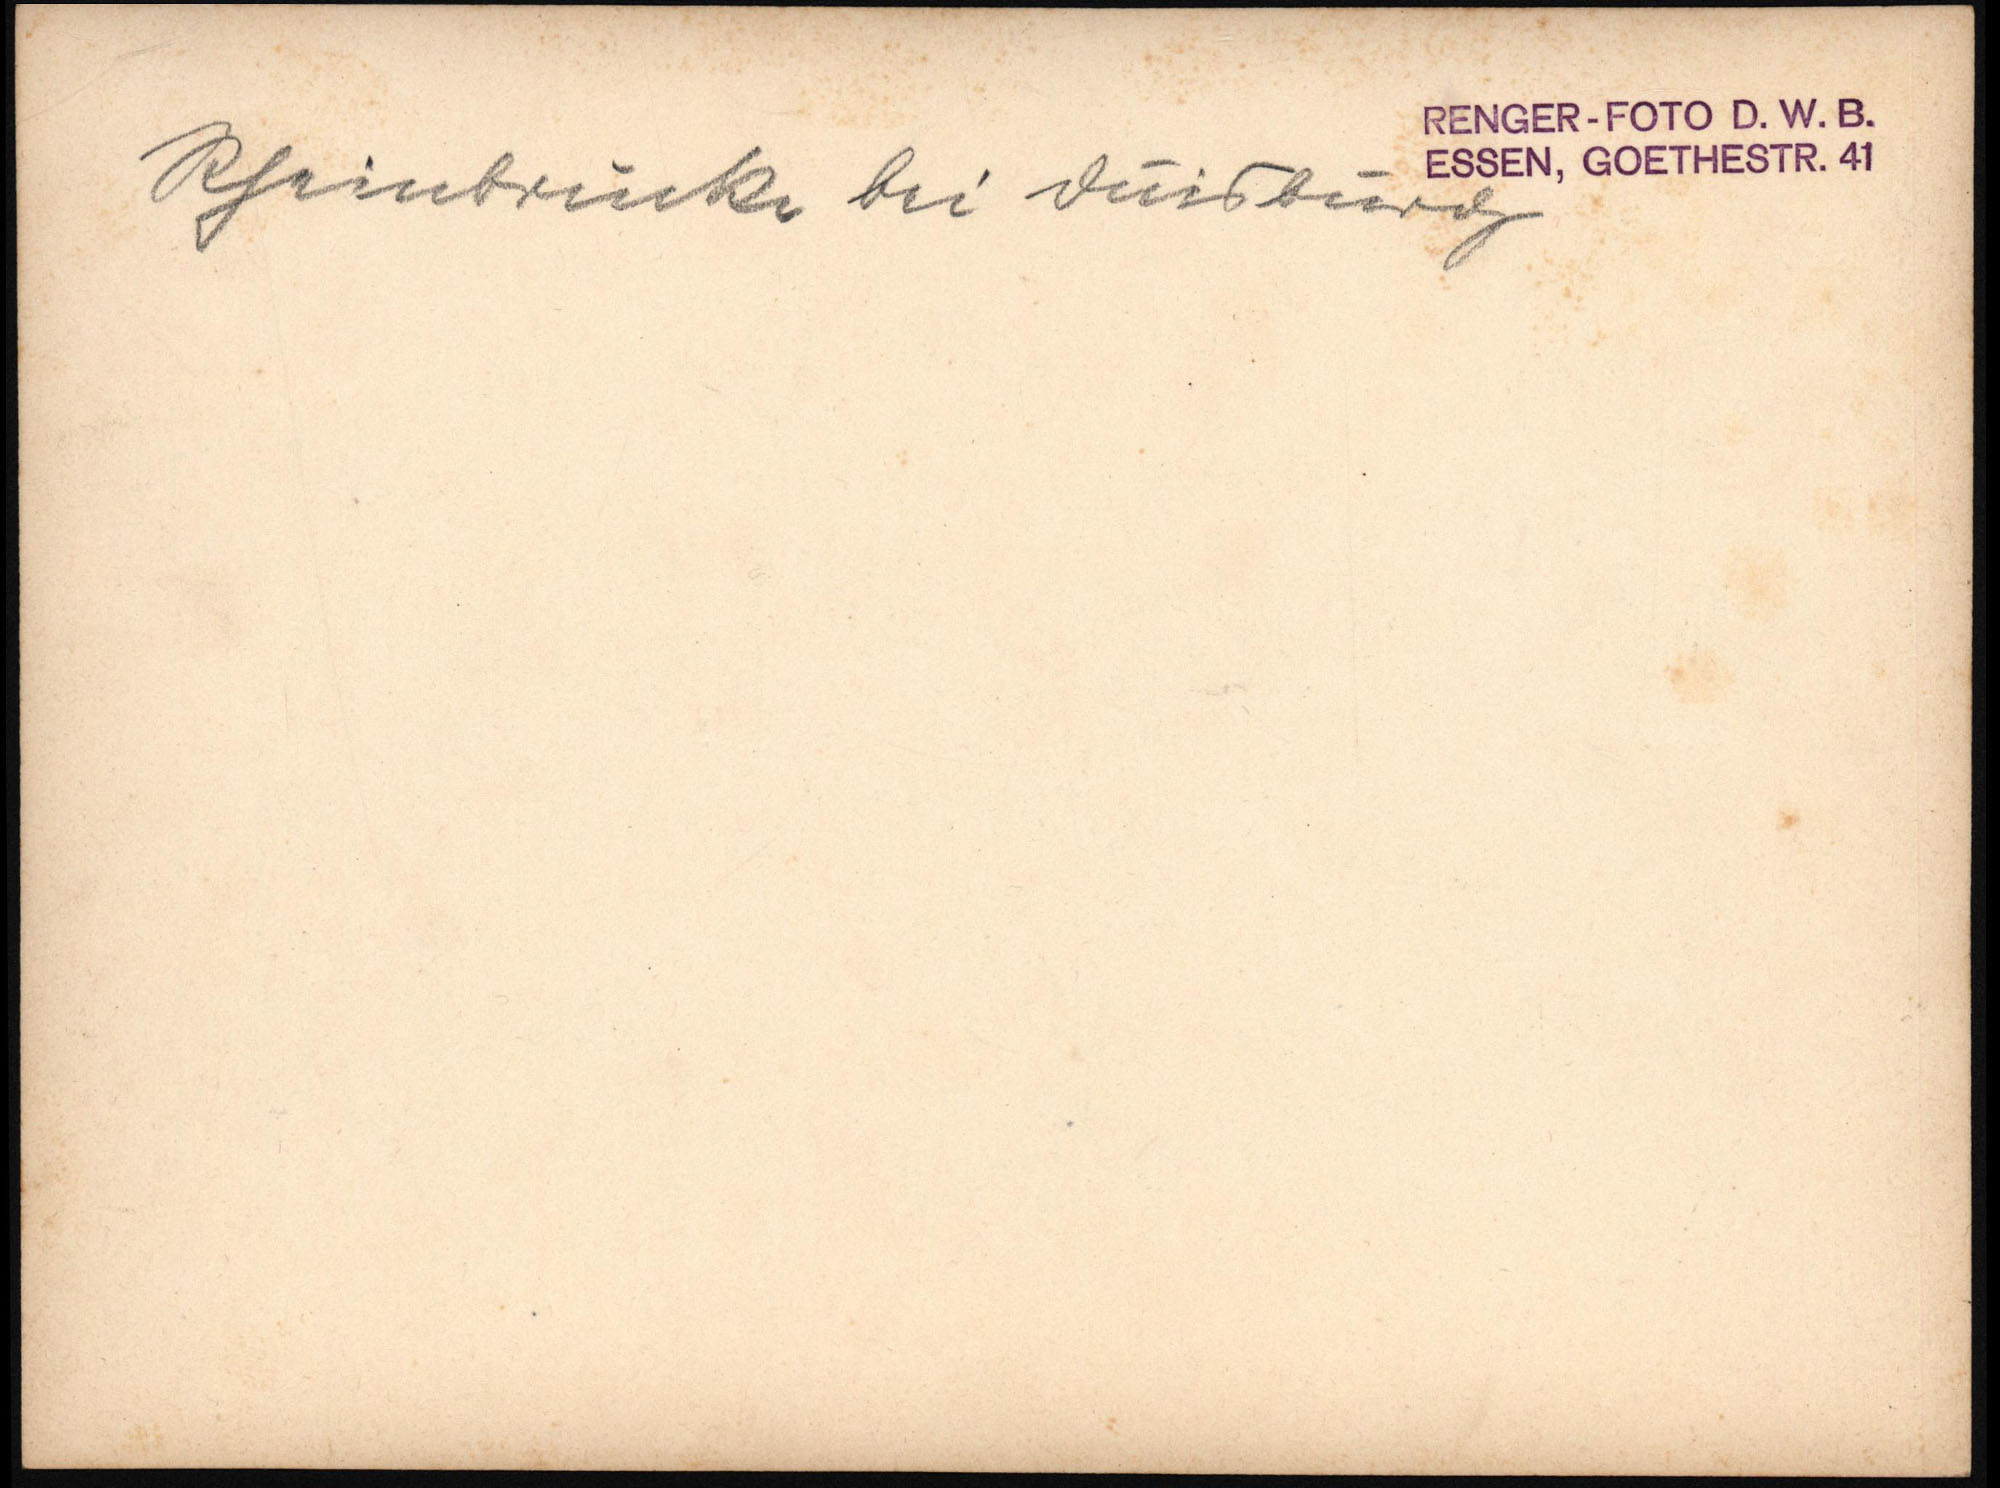 Rheinbrücke bei Duisburg
RENGER-FOTO D. W. B.
ESSEN, GOETHESTR. 41